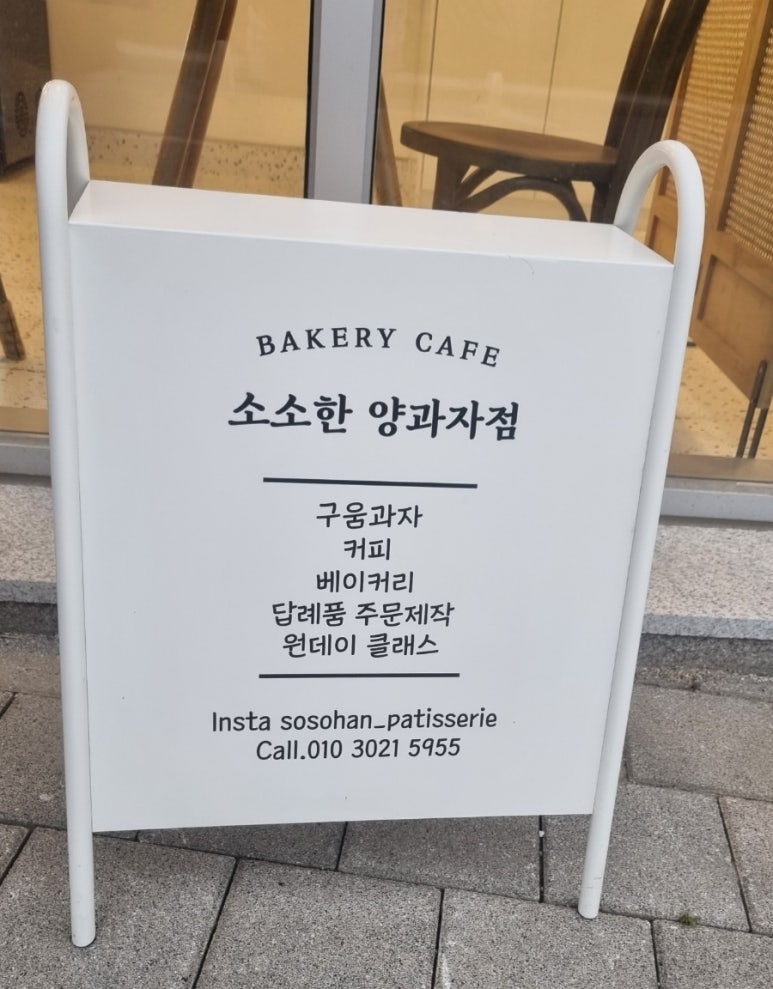 BAKERY CAFE
소소한 양과자점
구움과자
커피
베이커리
답례품 주문제작
원데이 클래스
Insta sosohan_patisserie
Call.010 3021 5955